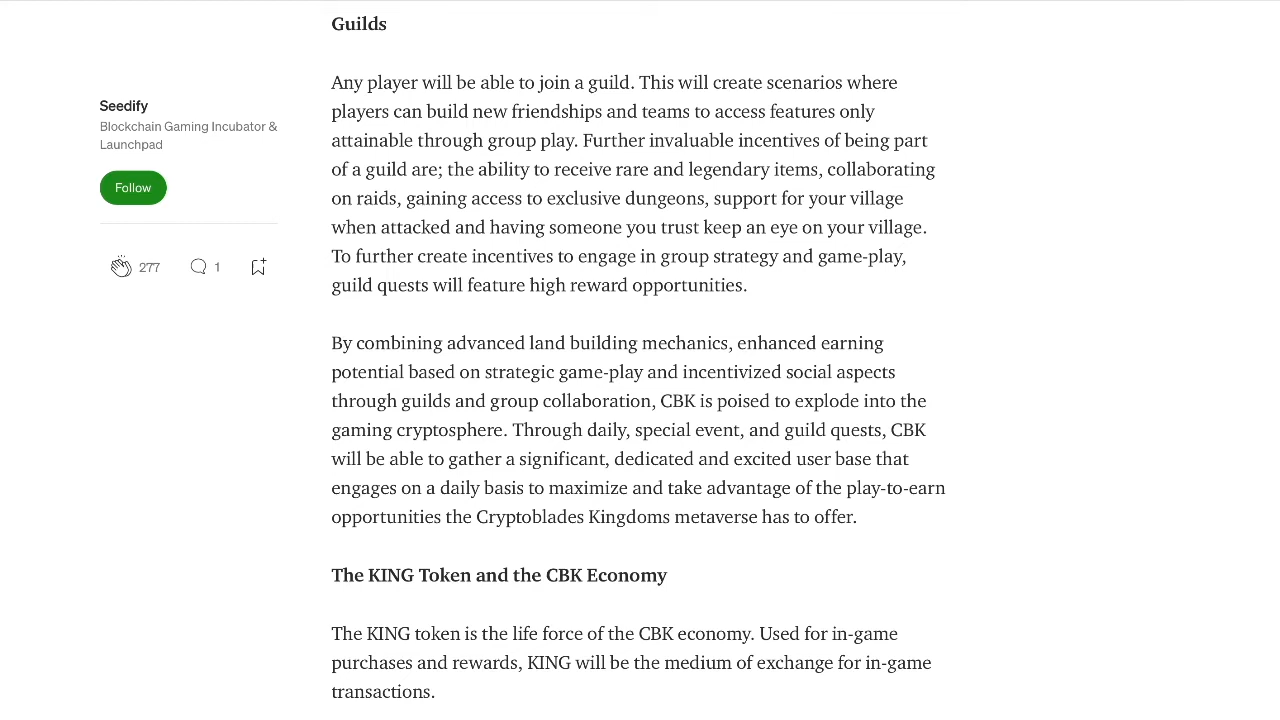 Guilds
Seedify
Blockchain Gaming Incubator &
Launchpad
Follow
277
1
Any player will be able to join a guild. This will create scenarios where
players can build new friendships and teams to access features only
attainable through group play. Further invaluable incentives of being part
of a guild are; the ability to receive rare and legendary items, collaborating
on raids, gaining access to exclusive dungeons, support for your village
when attacked and having someone you trust keep an eye on your village.
To further create incentives to engage in group strategy and game-play,
guild quests will feature high reward opportunities.
By combining advanced land building mechanics, enhanced earning
potential based on strategic game-play and incentivized social aspects
through guilds and group collaboration, CBK is poised to explode into the
gaming cryptosphere. Through daily, special event, and guild quests, CBK
will be able to gather a significant, dedicated and excited user base that
engages on a daily basis to maximize and take advantage of the play-to-earn
opportunities the Cryptoblades Kingdoms metaverse has to offer.
The KING Token and the CBK Economy
The KING token is the life force of the CBK economy. Used for in-game
purchases and rewards, KING will be the medium of exchange for in-game
transactions.